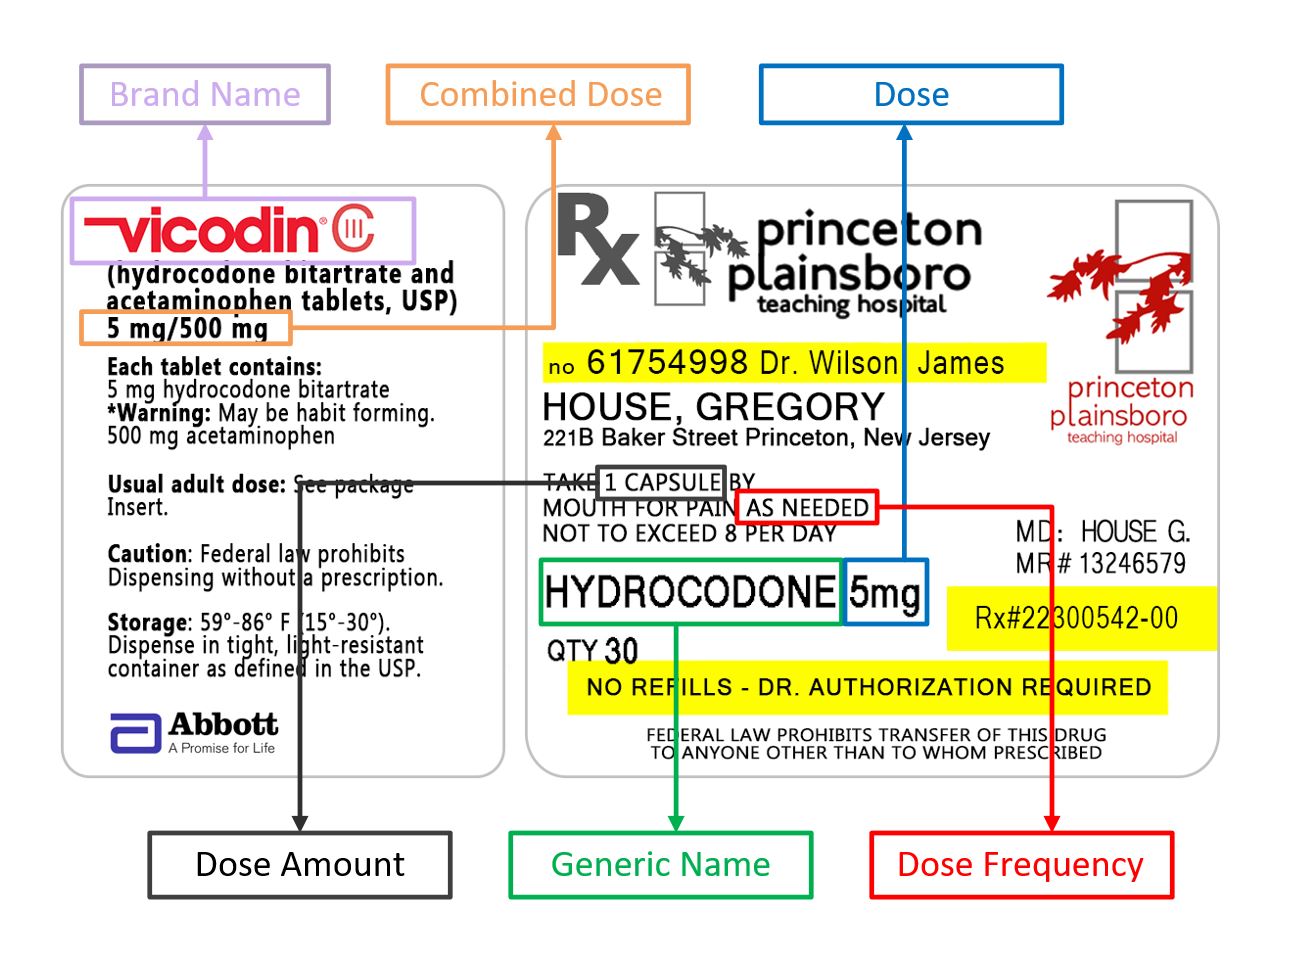 Brand Name
Combined Dose
Dose
vicodin® CIII
(hydrocodone bitartrate and
acetaminophen tablets, USP)
5 mg/500 mg
Each tablet contains:
5 mg hydrocodone bitartrate
*Warning: May be habit forming.
500 mg acetaminophen
Usual adult dose: See package
Insert.
Caution: Federal law prohibits
Dispensing without a prescription.
Storage: 59°-86° F (15°-30°).
Dispense in tight, light-resistant
container as defined in the USP.
Abbott
A Promise for Life
Rx
princeton
plainsboro
teaching hospital
princeton
plainsboro
teaching hospital
no 61754998 Dr. Wilson, James
HOUSE, GREGORY
221B Baker Street Princeton, New Jersey
TAKE 1 CAPSULE BY
MOUTH FOR PAIN AS NEEDED
NOT TO EXCEED 8 PER DAY
MD: HOUSE G.
MR# 13246579
HYDROCODONE 5mg
Rx#22300542-00
QTY 30
NO REFILLS - DR. AUTHORIZATION REQUIRED
FEDERAL LAW PROHIBITS TRANSFER OF THIS DRUG
TO ANYONE OTHER THAN TO WHOM PRESCRIBED
Dose Amount
Generic Name
Dose Frequency